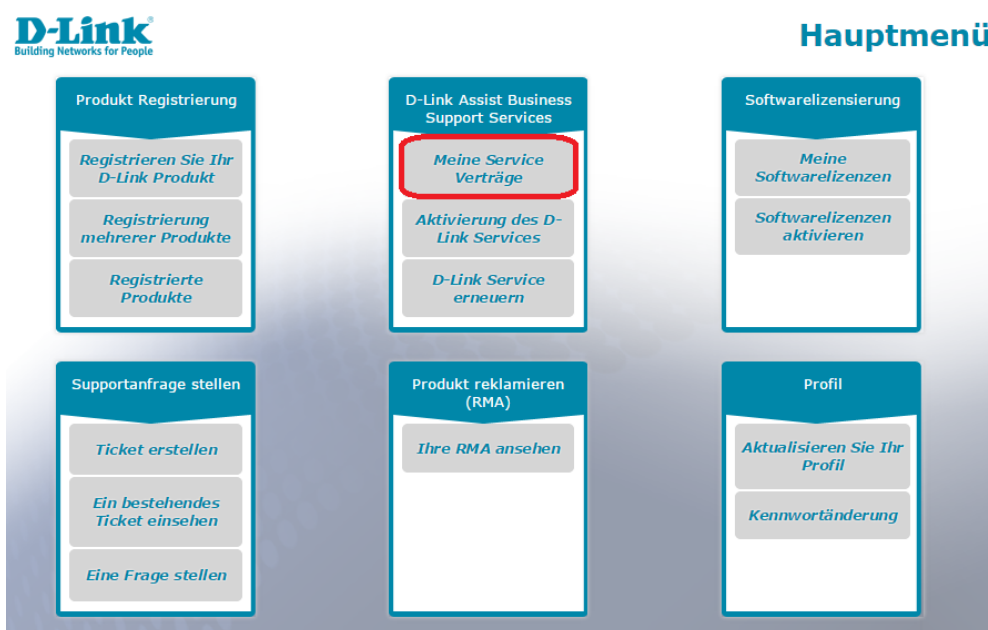 D-Link
Building Networks for People
Hauptmenü
Produkt Registrierung
Registrieren Sie Ihr
D-Link Produkt
Registrierung
mehrerer Produkte
Registrierte
Produkte
D-Link Assist Business
Support Services
Meine Service
Verträge
Aktivierung des D-
Link Services
D-Link Service
erneuern
Softwarelizensierung
Meine
Softwarelizenzen
Softwarelizenzen
aktivieren
Supportanfrage stellen
Ticket erstellen
Ein bestehendes
Ticket einsehen
Eine Frage stellen
Produkt reklamieren
(RMA)
Ihre RMA ansehen
Profil
Aktualisieren Sie Ihr
Profil
Kennwortänderung